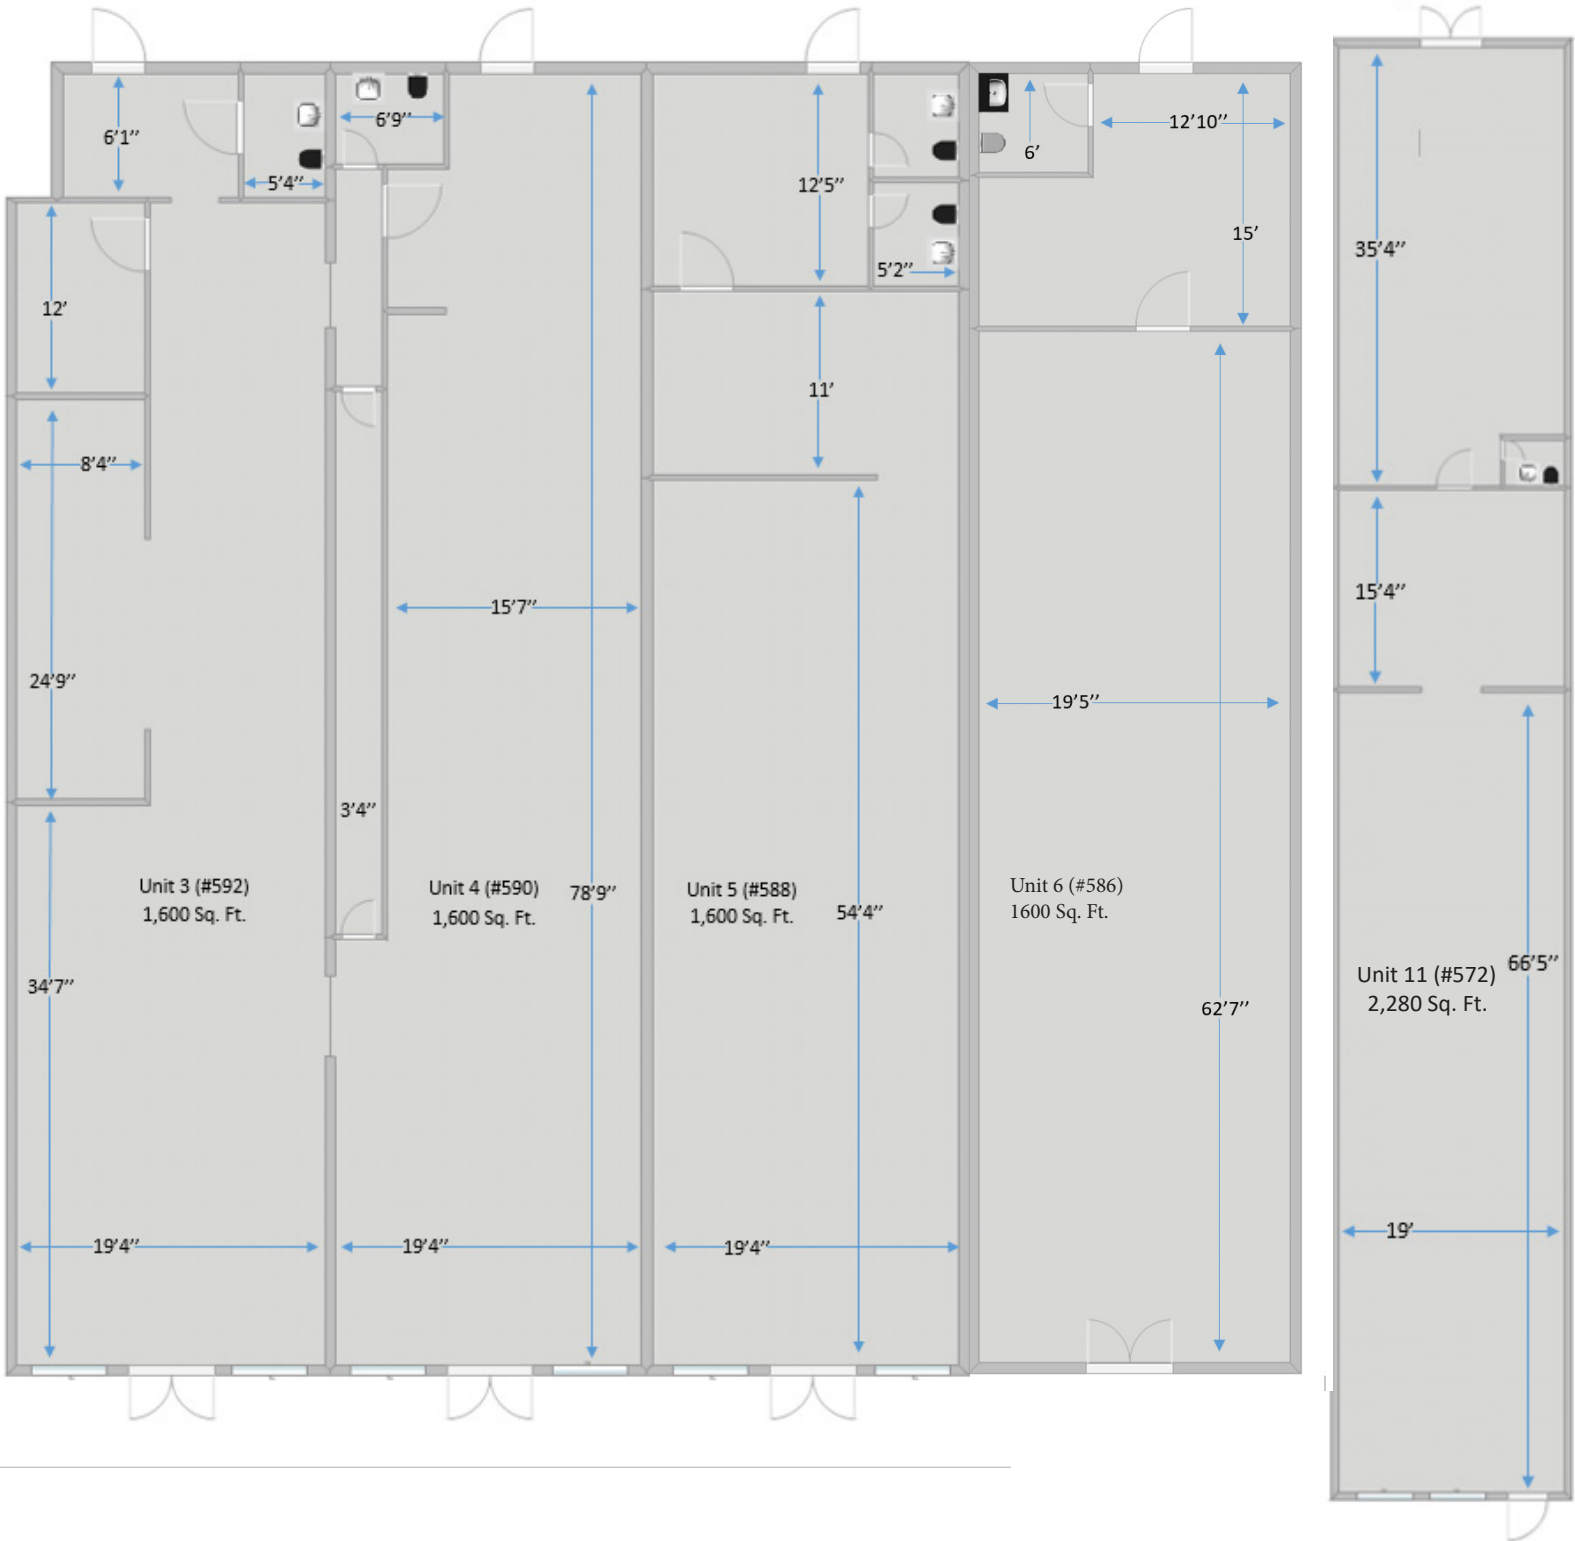 6’1’’
5’4’’
12’
8’4’’
24’9’’
34’7’’
Unit 3 (#592)
1,600 Sq. Ft.
19’4’’
6’9’’
15’7’’
3’4’’
Unit 4 (#590)
1,600 Sq. Ft.
78’9’’
19’4’’
12’5’’
5’2’’
11’
Unit 5 (#588)
1,600 Sq. Ft.
54’4’’
19’4’’
6’
12’10’’
15’
19’5’’
Unit 6 (#586)
1600 Sq. Ft.
62’7’’
35’4’’
15’4’’
66’5’’
Unit 11 (#572)
2,280 Sq. Ft.
19’